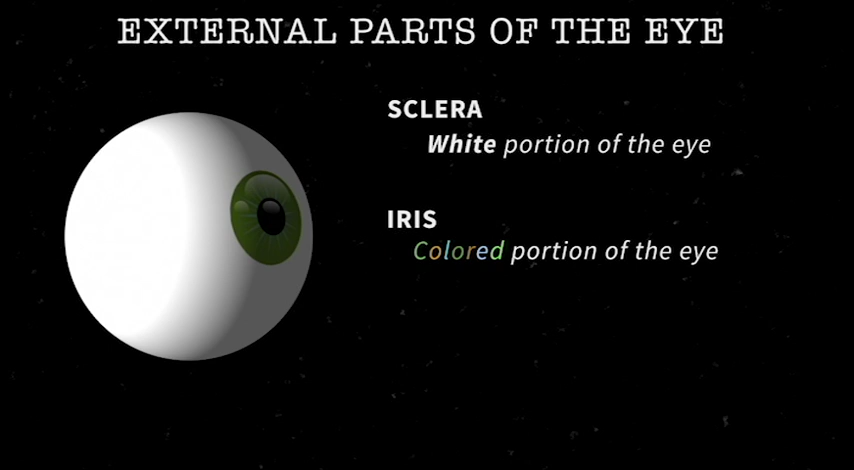 EXTERNAL PARTS OF THE EYE
SCLERA
White portion of the eye
IRIS
Colored portion of the eye